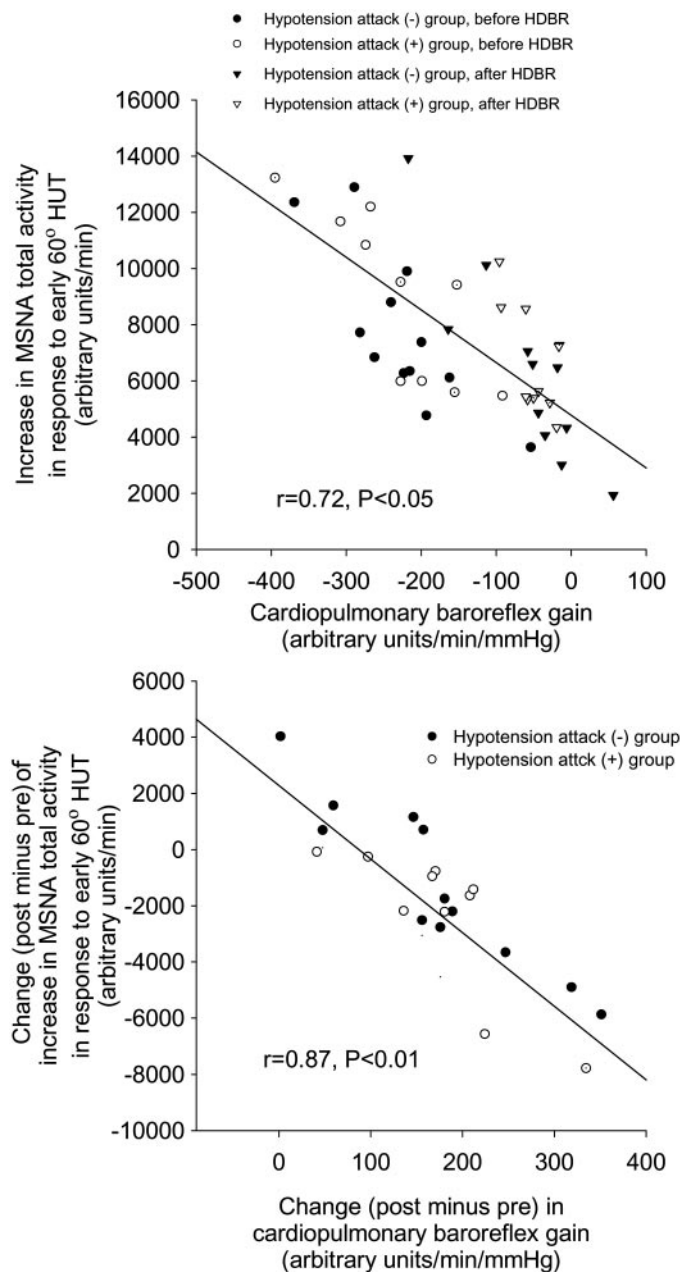 Hypotension attack (-) group, before HDBR
Hypotension attack (+) group, before HDBR
Hypotension attack (-) group, after HDBR
Hypotension attack (+) group, after HDBR
Increase in MSNA total activity
in response to early 60° HUT
(arbitrary units/min)
16000
14000
12000
10000
8000
6000
4000
2000
0
r=0.72, P<0.05
-500 -400 -300 -200 -100 0 100
Cardiopulmonary baroreflex gain
(arbitrary units/min/mmHg)
Change (post minus pre) of
increase in MSNA total activity
in response to early 60° HUT
(arbitrary units/min)
6000
4000
2000
0
-2000
-4000
-6000
-8000
-10000
Hypotension attack (-) group
Hypotension attck (+) group
r=0.87, P<0.01
0 100 200 300 400
Change (post minus pre) in
cardiopulmonary baroreflex gain
(arbitrary units/min/mmHg)